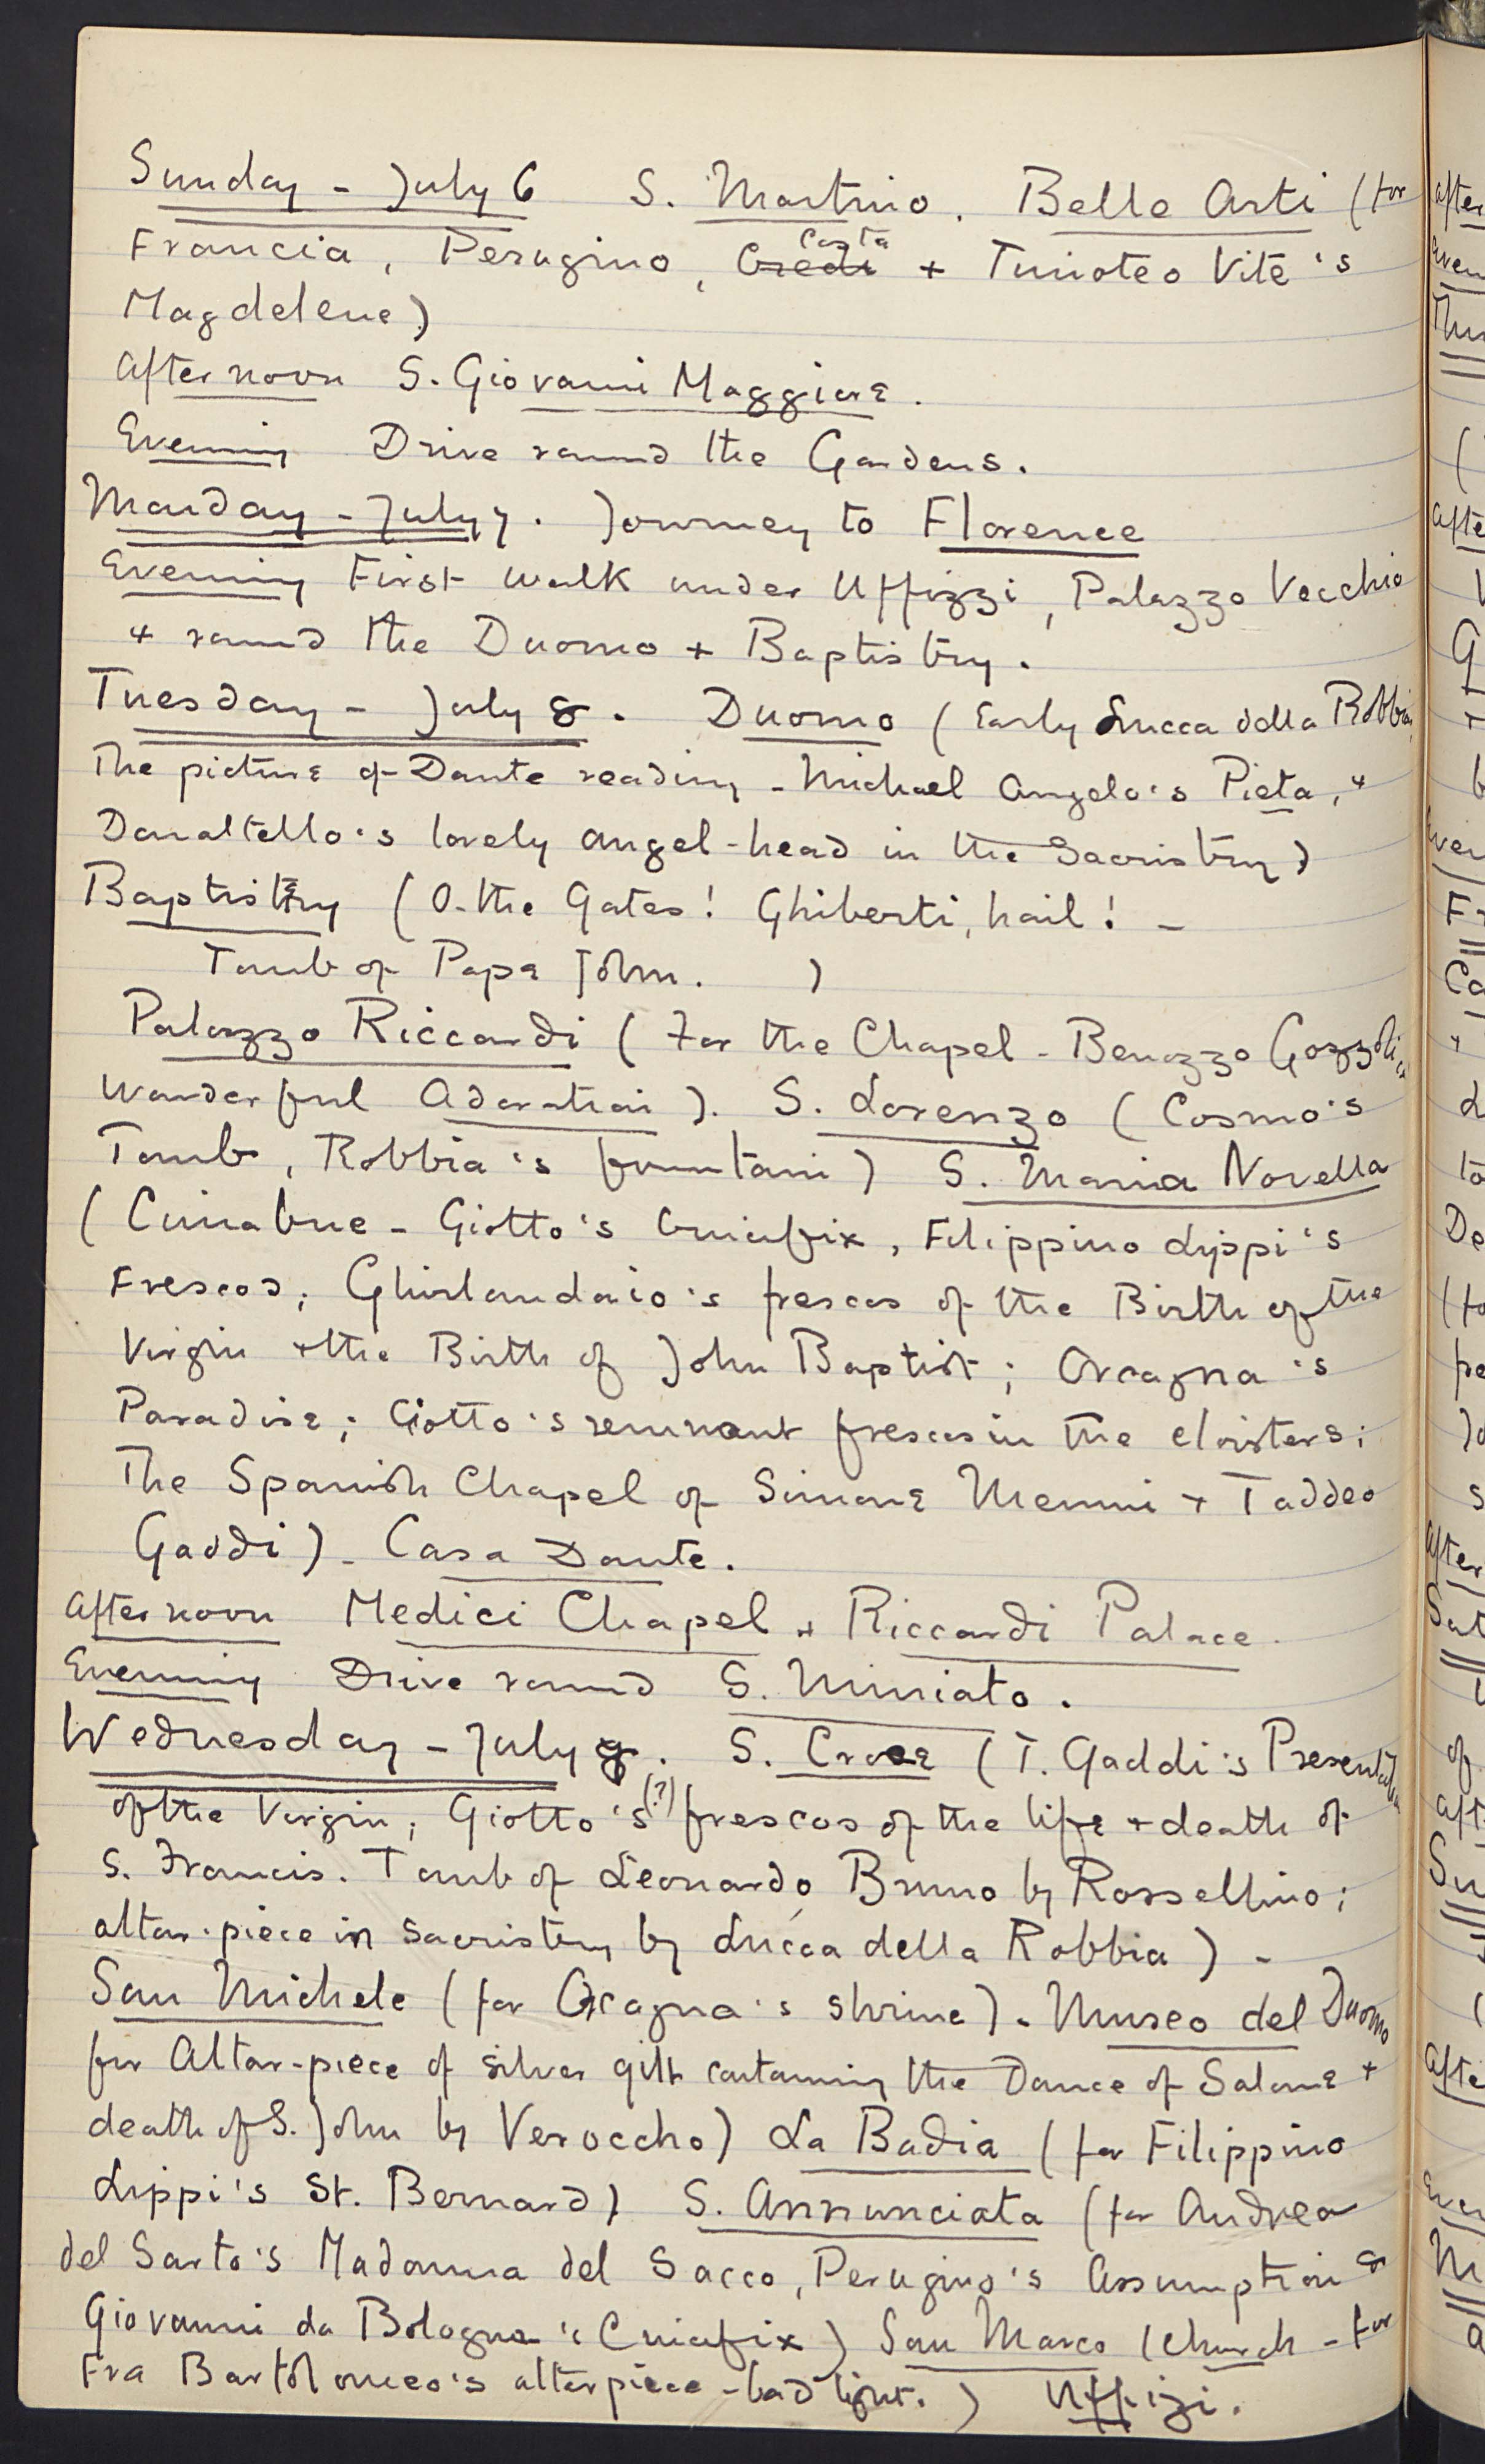 Sunday - July 6 S. Martino. Belle Arti (for
Francia, Perugino, Credi Costa + Timoteo Vite's
Magdelene)
Afternoon S. Giovanni Maggiore.
Evening Drive round the Gardens.
Monday - July 7. Journey to Florence
Evening First walk under Uffizzi, Palazzo Vecchio
+ round the Duomo + Baptistry.
Tuesday - July 8. Duomo (Early Lucca della Robbia,
The picture of Dante reading - Michael Angelo's Pieta, +
Donaltello's lovely angel-head in the Sacristry)
Baptistry (O - the Gates! Ghiberti, hail! -
Tomb of Pope John. )
Palazzo Riccardi (for the Chapel - Benozzo Gozzoli's
Wonderful Adoration). S. Lorenzo (Cosmo's
Tomb, Robbia's fountain) S. Maria Novella
(Cimabue - Giotto's Crucifix, Filippino Lippi's
Frescos; Ghirlandaio's frescos of the Birth of the
Virgin + the Birth of John Baptist; Orcagna's
Paradise; Giotto's remnant frescos in the cloisters;
The Spanish Chapel of Simone Memmi + Taddeo
Gaddi) - Casa Dante.
Afternoon Medici Chapel + Riccardi Palace.
Evening Drive round S. Miniato.
Wednesday - July 9. S. Croce (T. Gaddi's Presentation
of the Virgin; Giotto's (?) frescos of the life + death of
S. Francis. Tomb of Leonardo Bruno by Rossellino;
altar-piece in Sacristry by Lucca della Robbia) -
San Michele (for Orcagna's shrine) - Museo del Duomo
for Altar-piece of silver gilt containing the Dance of Salome +
death of S. John by Veroccho) La Badia (for Filippino
Lippi's St. Bernard) S. Annunciata (for Andrea
del Sarto's Madonna del Sacco, Perugino's Assumption &
Giovanni da Bologna's Crucifix) San Marco (Church - for
Fra Bartolomeo's alterpiece - bad light.) Uffizi.